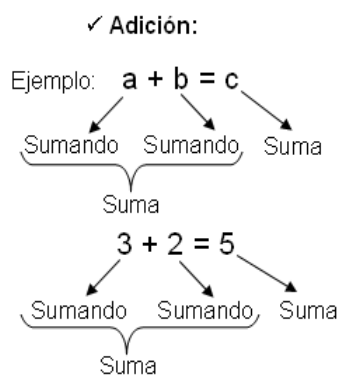 ✓ Adición:
Ejemplo: a + b = c
Sumando Sumando Suma
Suma
3 + 2 = 5
Sumando Sumando Suma
Suma